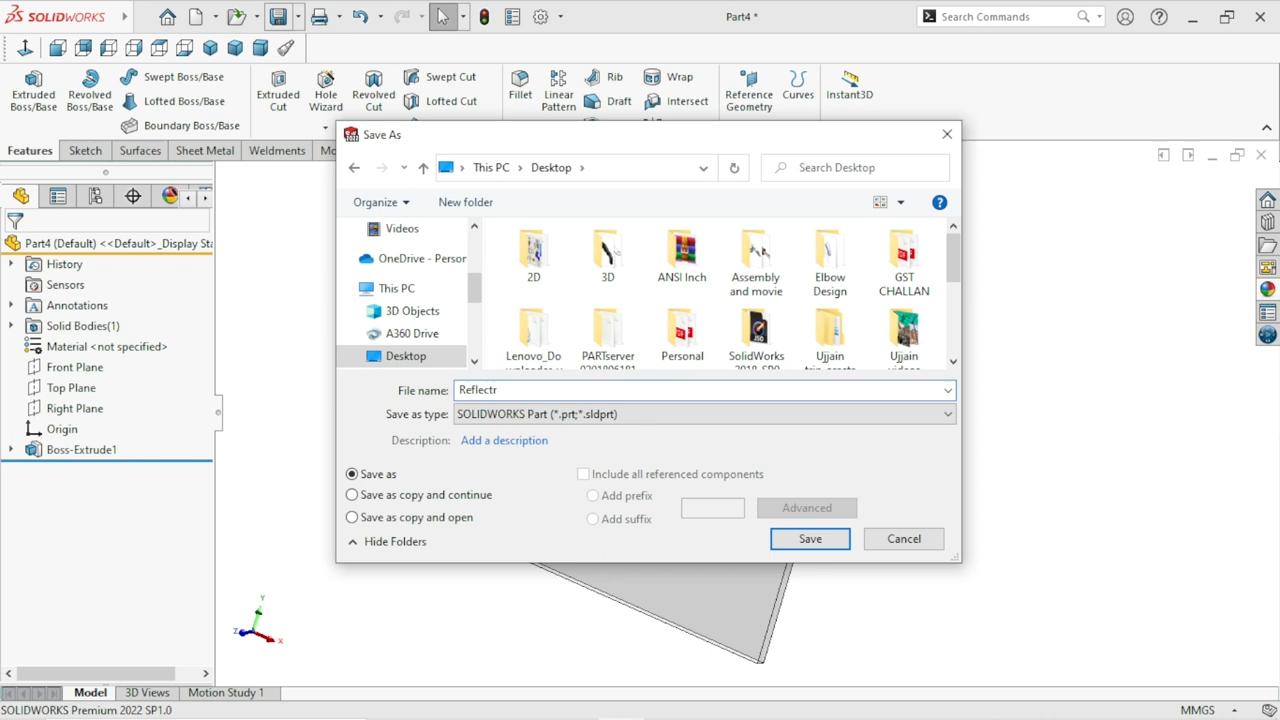 SOLIDWORKS
Part4 *
Search Commands
Extruded Boss/Base
Revolved Boss/Base
Swept Boss/Base
Lofted Boss/Base
Boundary Boss/Base
Extruded Cut
Hole Wizard
Revolved Cut
Swept Cut
Lofted Cut
Fillet
Linear Pattern
Rib
Draft
Wrap
Intersect
Reference Geometry
Curves
Instant3D
Features
Sketch
Surfaces
Sheet Metal
Weldments
Mo
Part4 (Default) <<Default>_Display Sta
History
Sensors
Annotations
Solid Bodies(1)
Material <not specified>
Front Plane
Top Plane
Right Plane
Origin
Boss-Extrude1
Save As
This PC > Desktop >
Search Desktop
Organize
New folder
Videos
OneDrive - Person
This PC
3D Objects
A360 Drive
Desktop
2D
3D
ANSI Inch
Assembly and movie
Elbow Design
GST CHALLAN
Lenovo_Do
PARTserver
Personal
SolidWorks
Ujjain
Ujjain
File name: Reflectr
Save as type: SOLIDWORKS Part (*.prt;*.sldprt)
Description: Add a description
Save as
Save as copy and continue
Save as copy and open
Include all referenced components
Add prefix
Add suffix
Advanced
Hide Folders
Save
Cancel
Y
Z
X
Model
3D Views
Motion Study 1
SOLIDWORKS Premium 2022 SP1.0
MMGS